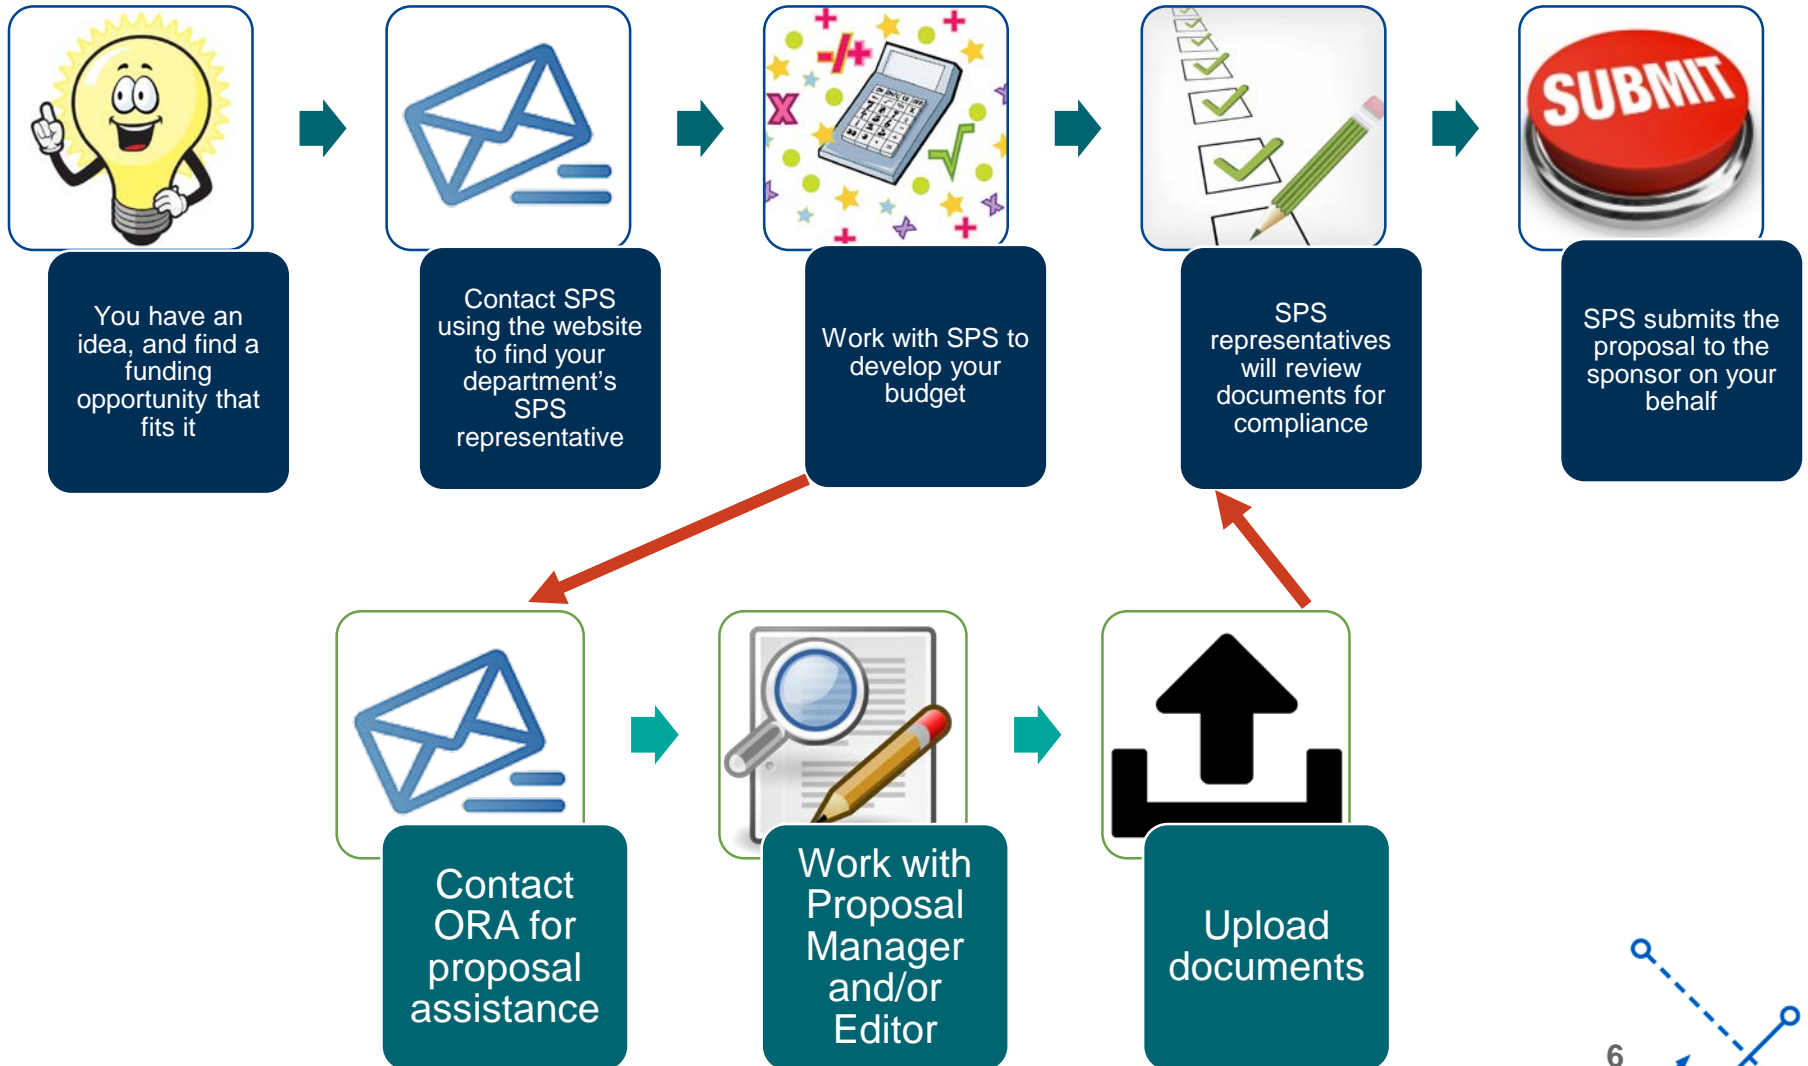 SUBMIT
You have an
idea, and find a
funding
opportunity that
fits it
Contact SPS
using the website
to find your
department's
SPS
representative
Work with SPS to
develop your
budget
SPS
representatives
will review
documents for
compliance
SPS submits the
proposal to the
sponsor on your
behalf
Contact
ORA for
proposal
assistance
Work with
Proposal
Manager
and/or
Editor
Upload
documents
6